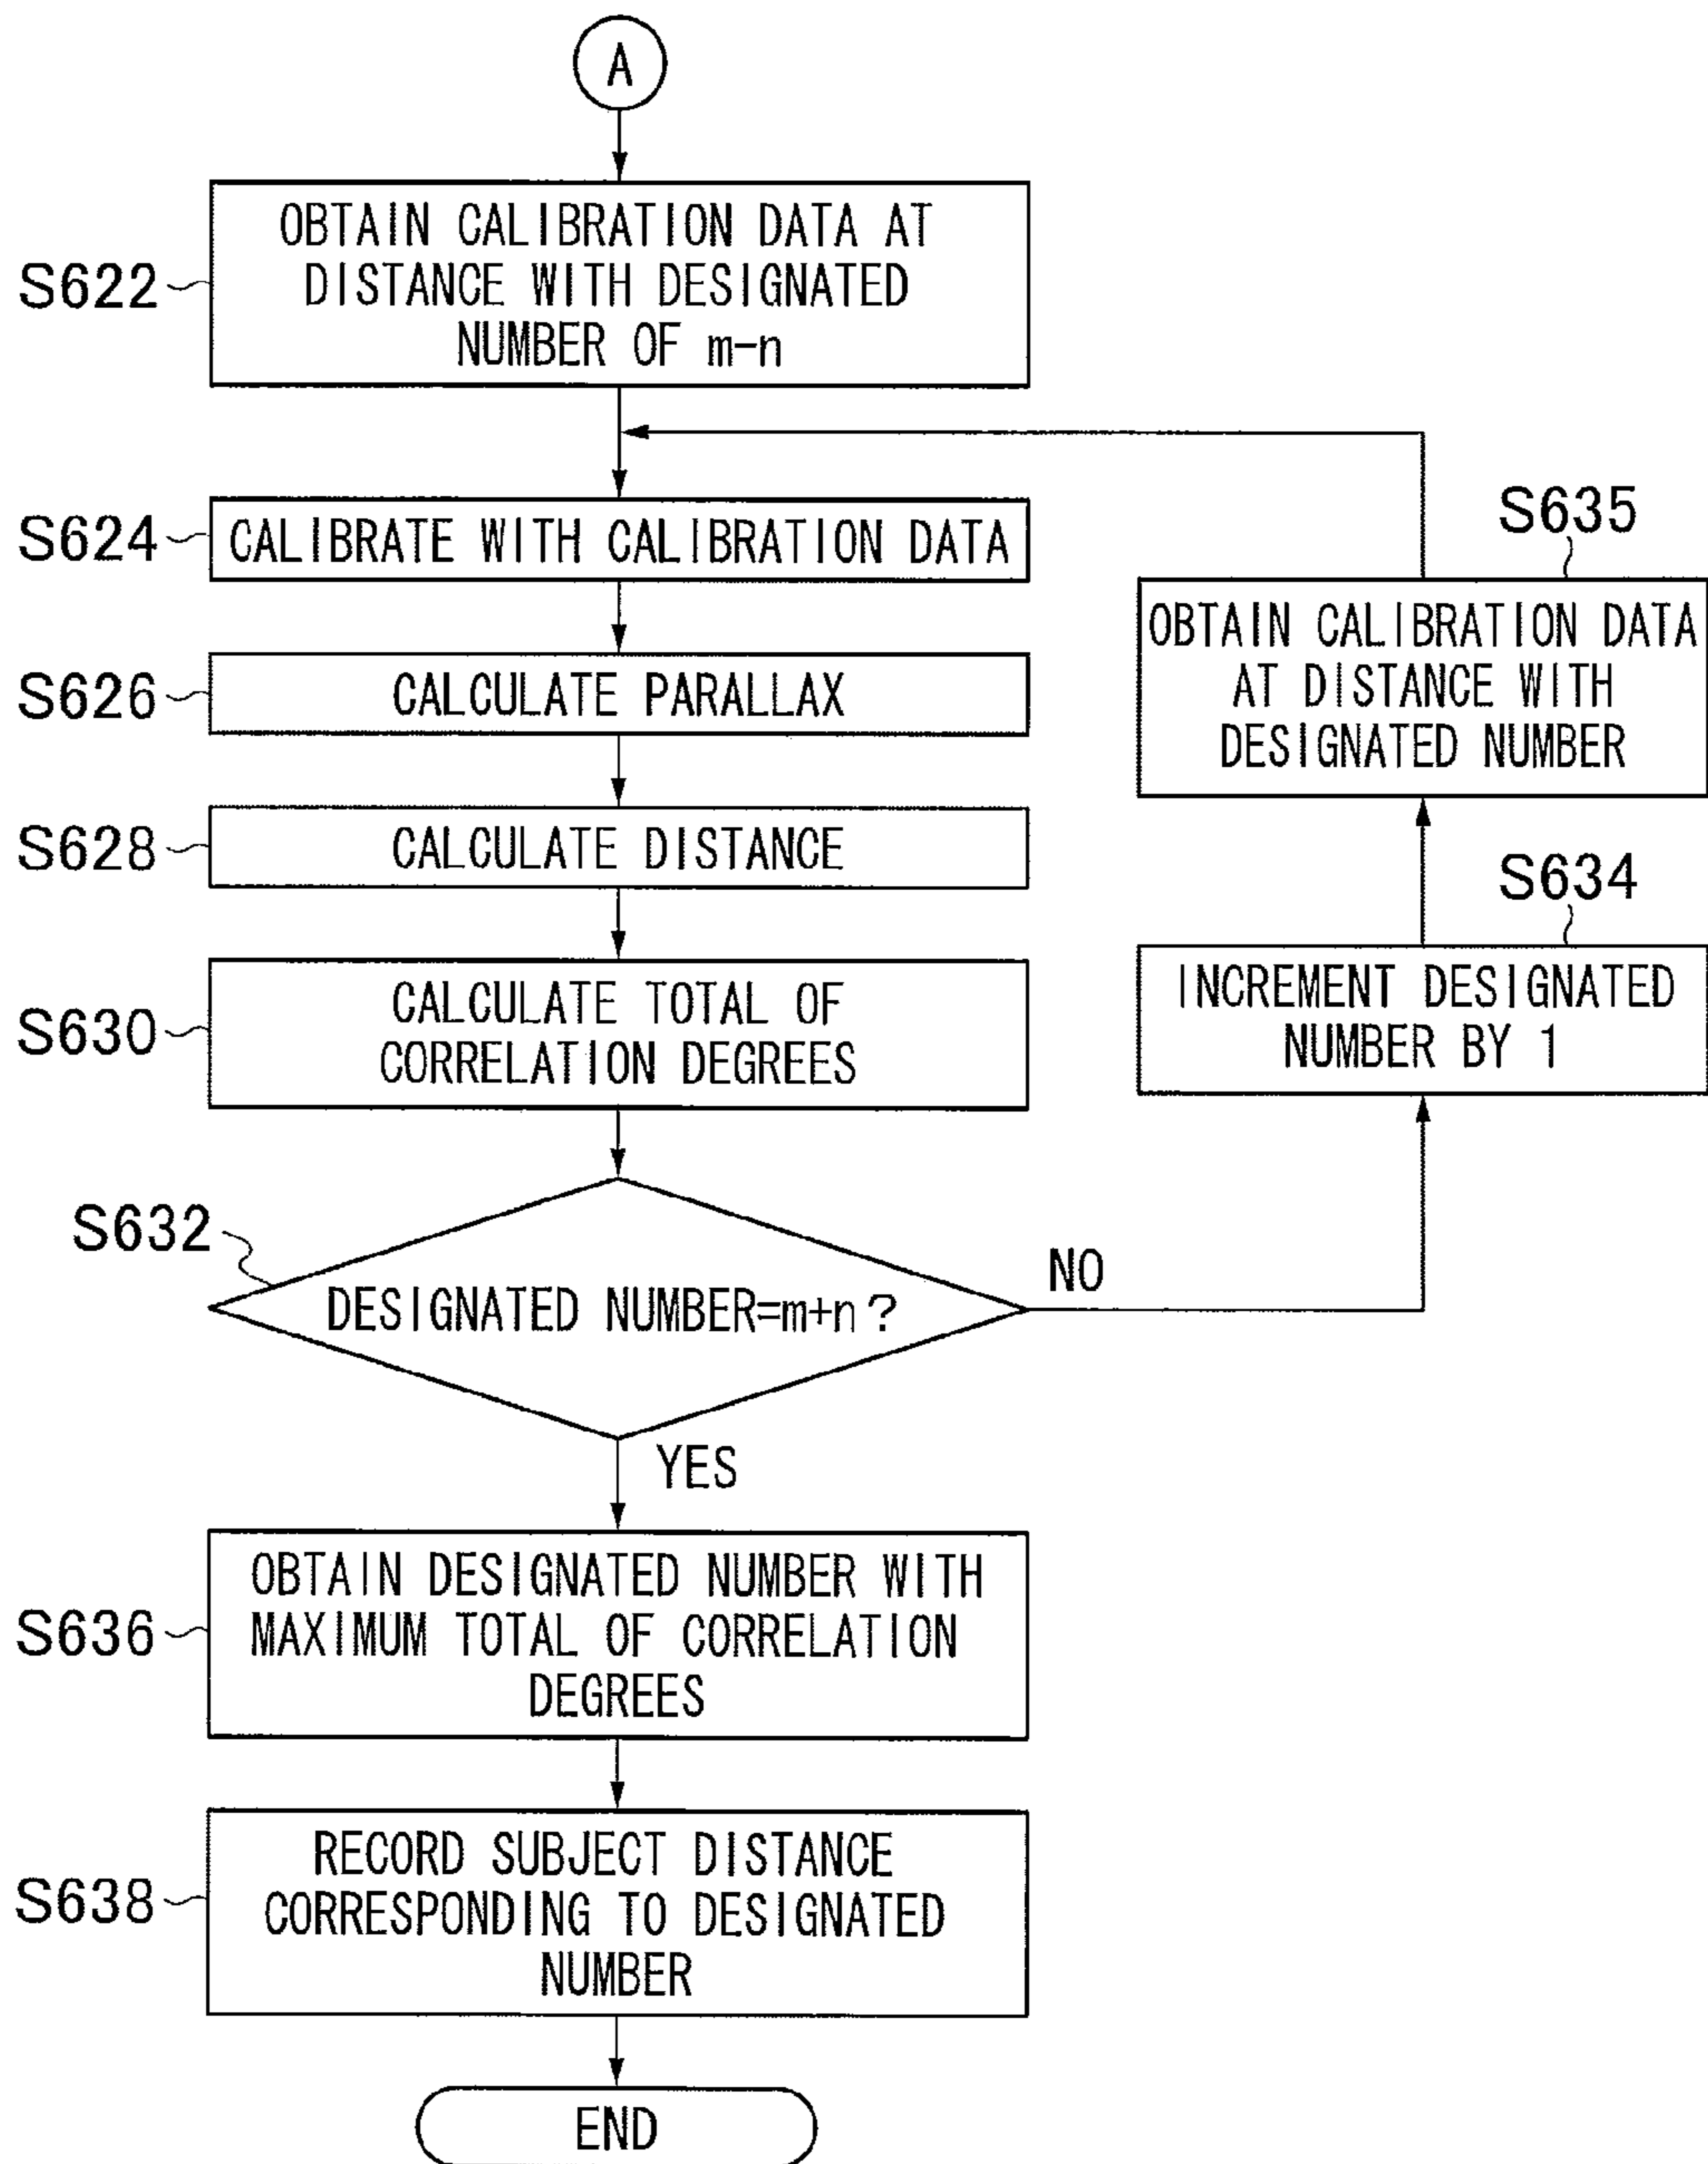 A
S622
OBTAIN CALIBRATION DATA AT
DISTANCE WITH DESIGNATED
NUMBER OF m-n
S624
CALIBRATE WITH CALIBRATION DATA
S626
CALCULATE PARALLAX
S628
CALCULATE DISTANCE
S630
CALCULATE TOTAL OF
CORRELATION DEGREES
S632
DESIGNATED NUMBER=m+n?
NO
S634
INCREMENT DESIGNATED
NUMBER BY 1
S635
OBTAIN CALIBRATION DATA
AT DISTANCE WITH
DESIGNATED NUMBER
YES
S636
OBTAIN DESIGNATED NUMBER WITH
MAXIMUM TOTAL OF CORRELATION
DEGREES
S638
RECORD SUBJECT DISTANCE
CORRESPONDING TO DESIGNATED
NUMBER
END